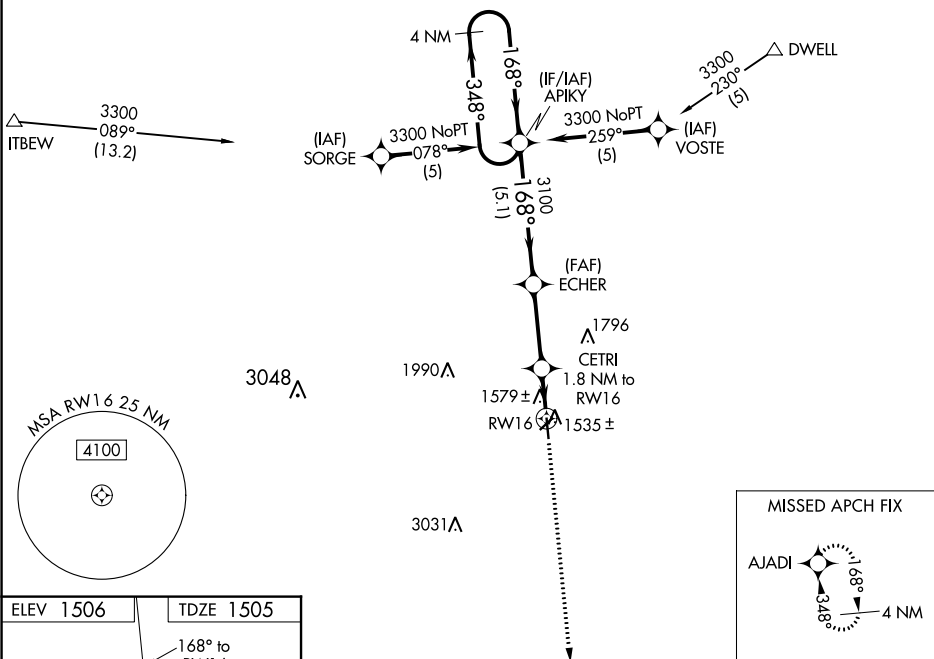 4 NM
168°
348°
(IF/IAF)
APIKY
3300
230°
(5)
DWELL
3300
089°
(13.2)
ITBEW
(IAF)
SORGE
3300 NoPT
078°
(5)
3300 NoPT
259°
(5)
(IAF)
VOSTE
3100
168°
(5.1)
(FAF)
ECHER
1796
CETRI
1.8 NM to
RW16
1990
3048
1579 ±
RW16
1535 ±
MSA RW16 25 NM
4100
3031
MISSED APCH FIX
AJADI
168°
348°
4 NM
ELEV 1506
TDZE 1505
168° to